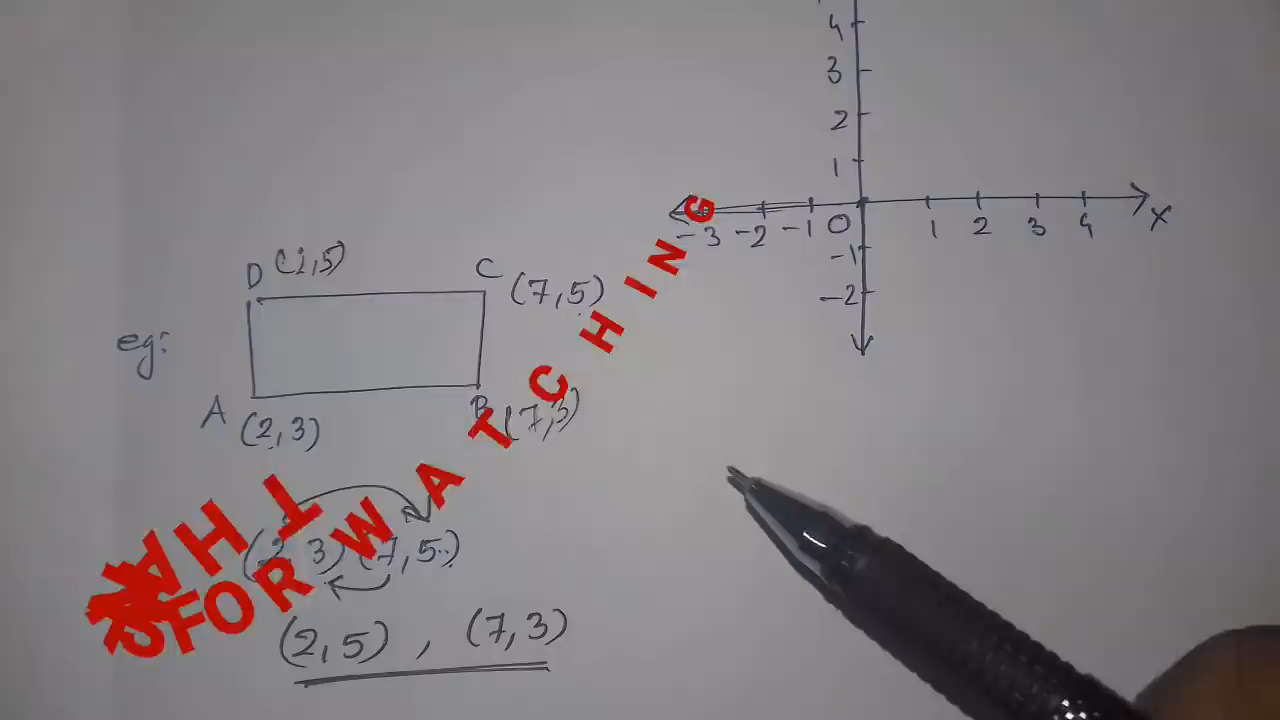 4
3
2
1
-3 -2 -1 0 1 2 3 4 X
-1
-2
D (2,5) C (7,5)
eg:
A (2,3) B (7,3)
(2,3) (7,5)
(2,5) , (7,3)
FOR WATCHING